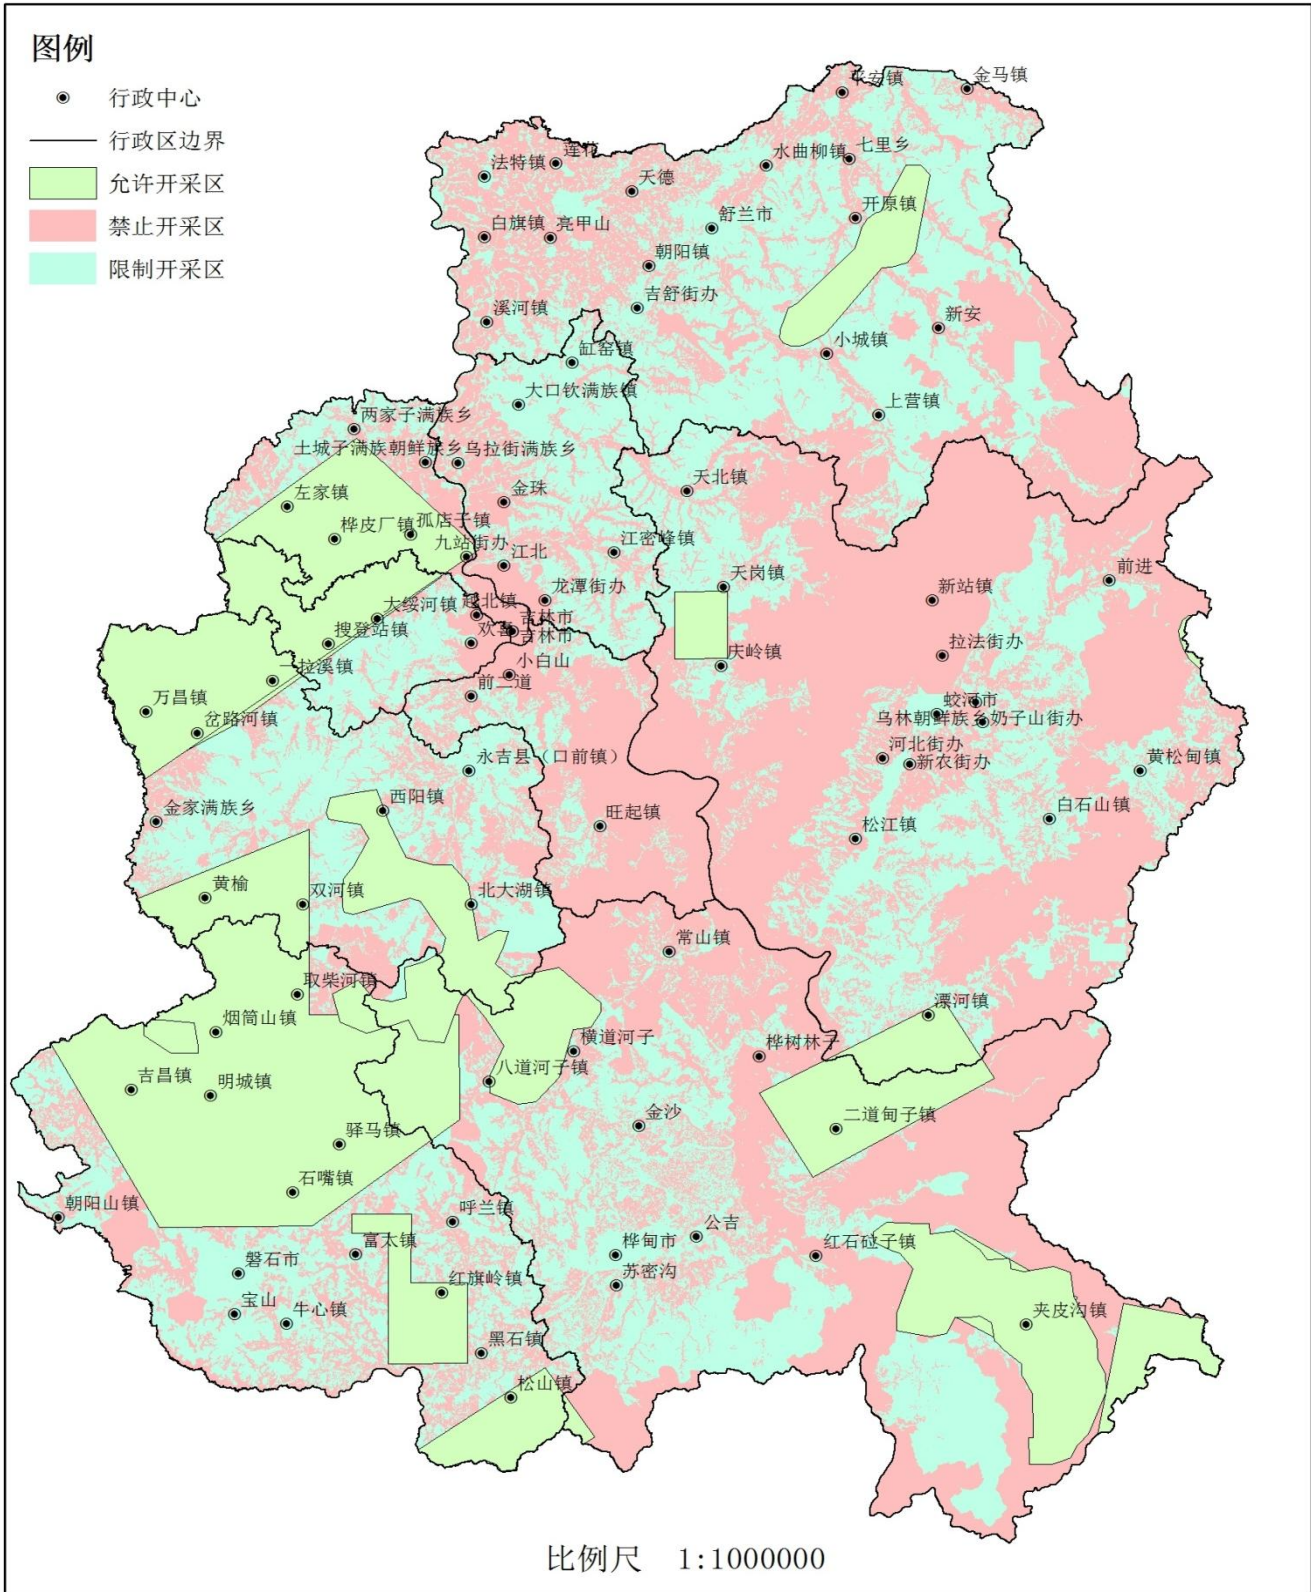 图例
行政中心
行政区边界
允许开采区
禁止开采区
限制开采区
平安镇
金马镇
莲花
法特镇
天德
水曲柳镇
七里乡
开原镇
舒兰市
白旗镇
亮甲山
朝阳镇
吉舒街办
溪河镇
新安
小城镇
缸窑镇
大口钦满族镇
上营镇
两家子满族乡
土城子满族朝鲜族乡
乌拉街满族乡
天北镇
左家镇
金珠
桦皮厂镇
孤店子镇
九站街办
江北
江密峰镇
天岗镇
前进
新站镇
龙潭街办
大绥河镇
越北镇
吉林市
吉林市
搜登站镇
欢喜
拉法街办
庆岭镇
小白山
一拉溪镇
前二道
万昌镇
岔路河镇
蛟河市
乌林朝鲜族乡
奶子山街办
河北街办
新农街办
黄松甸镇
永吉县（口前镇）
西阳镇
金家满族乡
旺起镇
松江镇
白石山镇
黄榆
双河镇
北大湖镇
常山镇
取柴河镇
烟筒山镇
漂河镇
横道河子
桦树林子
八道河子镇
吉昌镇
明城镇
金沙
二道甸子镇
驿马镇
石嘴镇
朝阳山镇
呼兰镇
公吉
富太镇
桦甸市
红石砬子镇
磐石市
苏密沟
红旗岭镇
宝山
牛心镇
夹皮沟镇
黑石镇
松山镇
比例尺 1:1000000